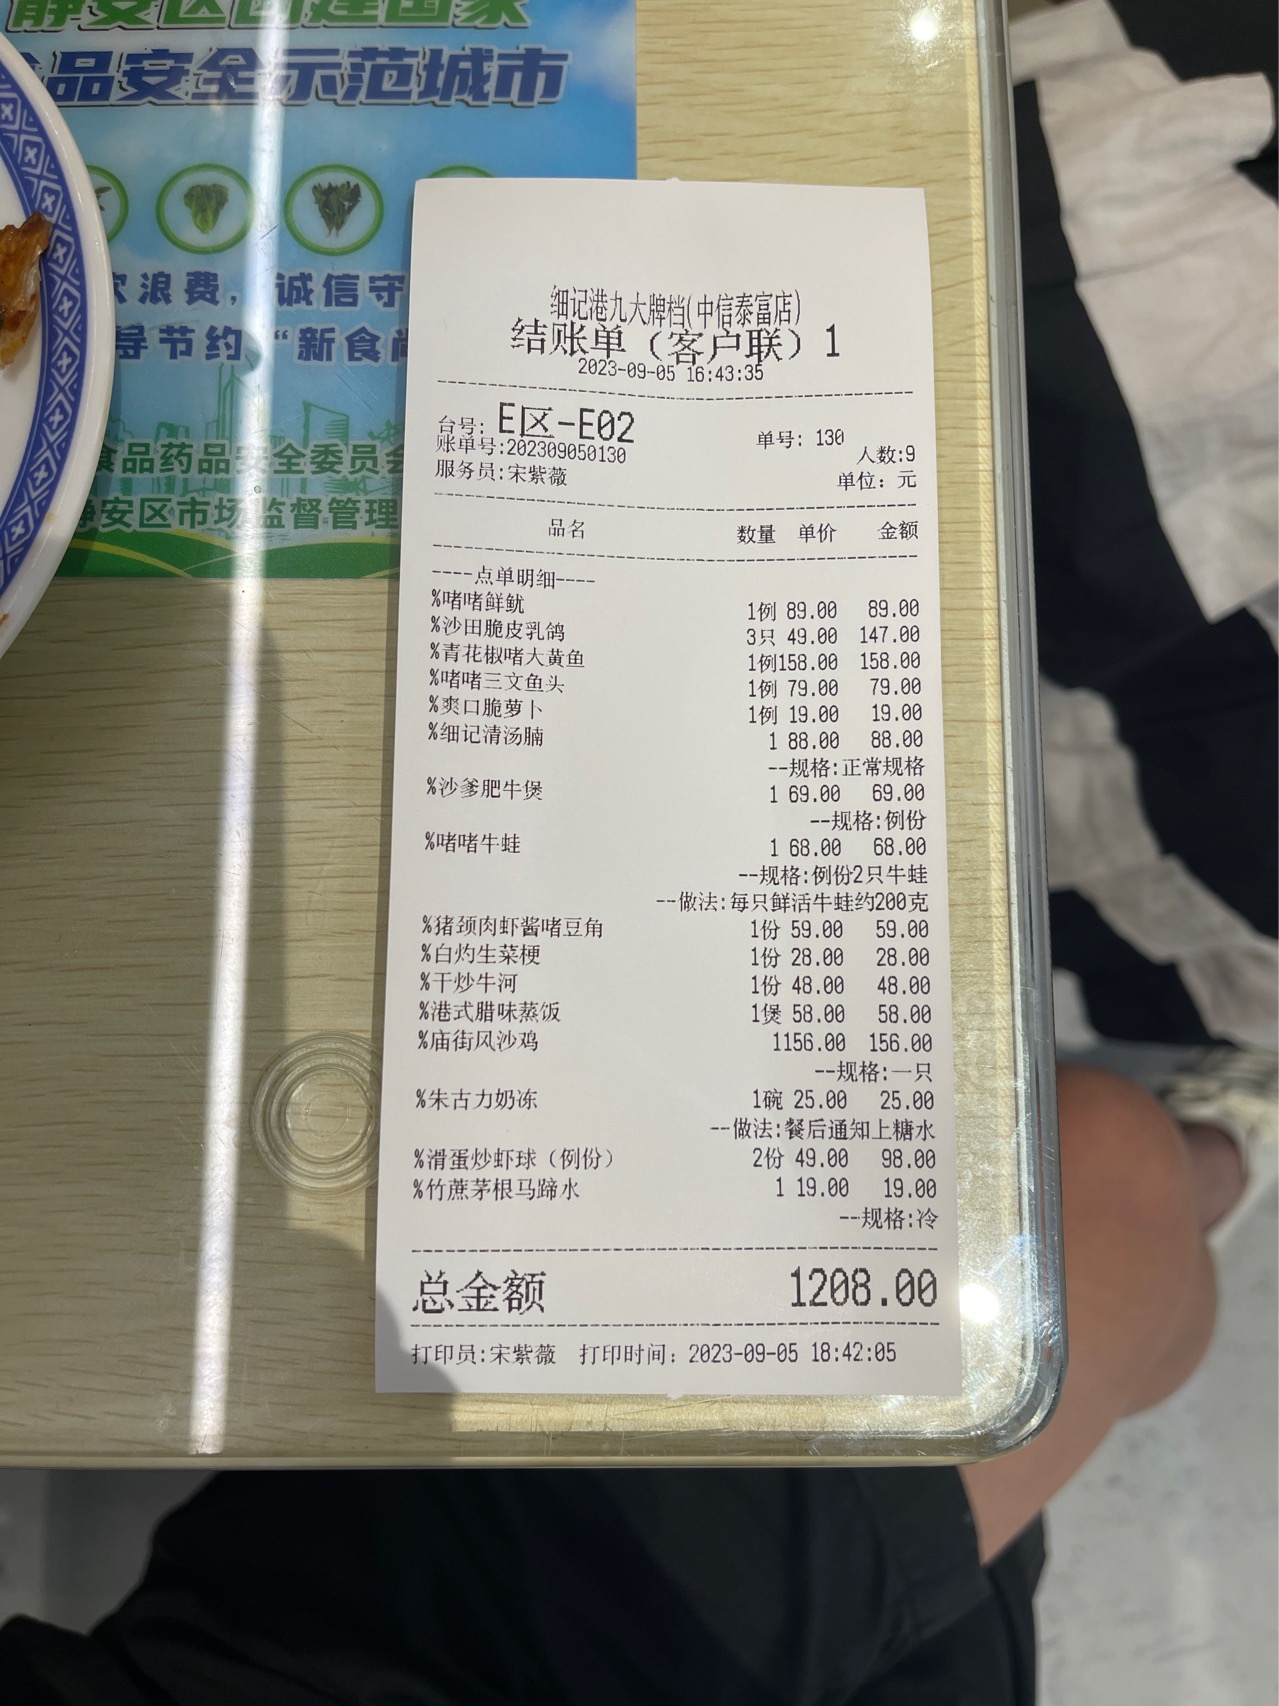 静安区创建国家
食品安全示范城市
浪费，诚信守
导节约“新食尚
食品药品安全委员会
静安区市场监督管理
细记港九大牌档(中信泰富店)
结账单（客户联）1
2023-09-05 16:43:35
台号: E区-E02 单号: 130
账单号:202309050130 人数:9
服务员:宋紫薇 单位: 元
品名 数量 单价 金额
----点单明细----
%啫啫鲜鱿 1例 89.00 89.00
%沙田脆皮乳鸽 3只 49.00 147.00
%青花椒啫大黄鱼 1例158.00 158.00
%啫啫三文鱼头 1例 79.00 79.00
%爽口脆萝卜 1例 19.00 19.00
%细记清汤腩 1 88.00 88.00
--规格:正常规格
%沙爹肥牛煲 1 69.00 69.00
--规格:例份
%啫啫牛蛙 1 68.00 68.00
--规格:例份2只牛蛙
--做法:每只鲜活牛蛙约200克
%猪颈肉虾酱啫豆角 1份 59.00 59.00
%白灼生菜梗 1份 28.00 28.00
%干炒牛河 1份 48.00 48.00
%港式腊味蒸饭 1煲 58.00 58.00
%庙街风沙鸡 1156.00 156.00
--规格:一只
%朱古力奶冻 1碗 25.00 25.00
--做法:餐后通知上糖水
%滑蛋炒虾球（例份） 2份 49.00 98.00
%竹蔗茅根马蹄水 1 19.00 19.00
--规格:冷
总金额 1208.00
打印员:宋紫薇 打印时间: 2023-09-05 18:42:05